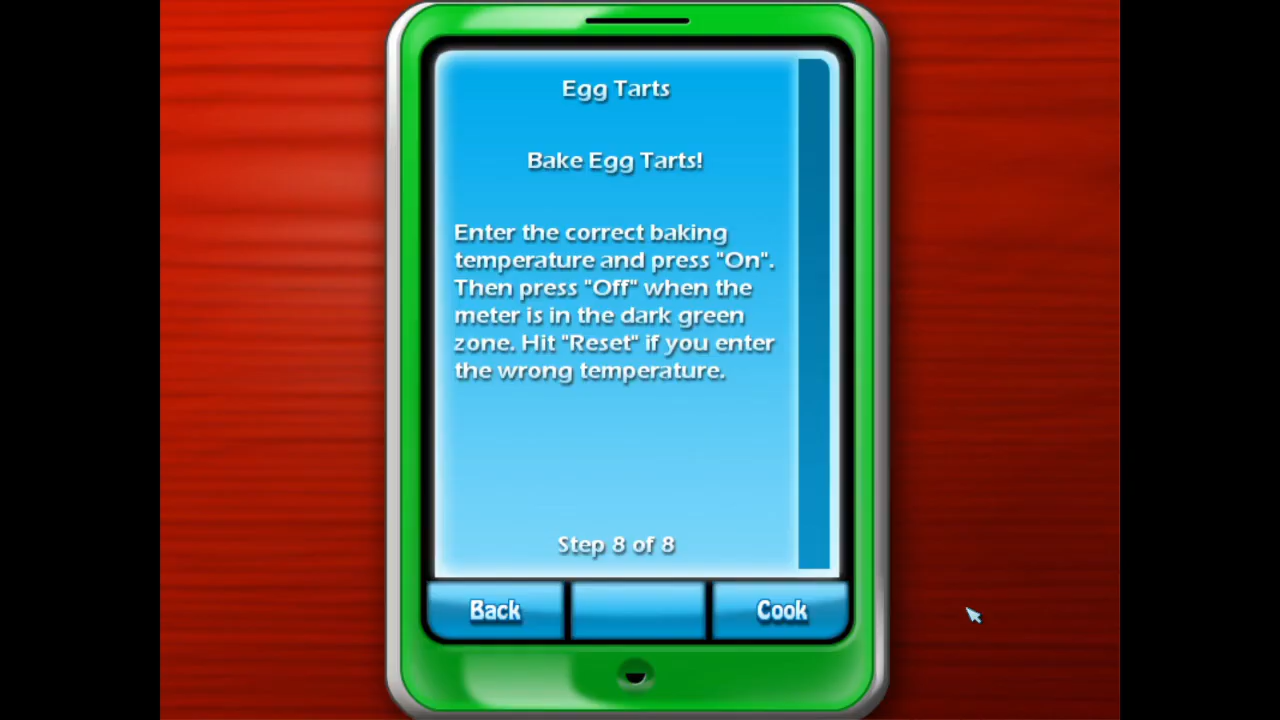 Egg Tarts
Bake Egg Tarts!
Enter the correct baking
temperature and press "On".
Then press "Off" when the
meter is in the dark green
zone. Hit "Reset" if you enter
the wrong temperature.
Step 8 of 8
Back
Cook